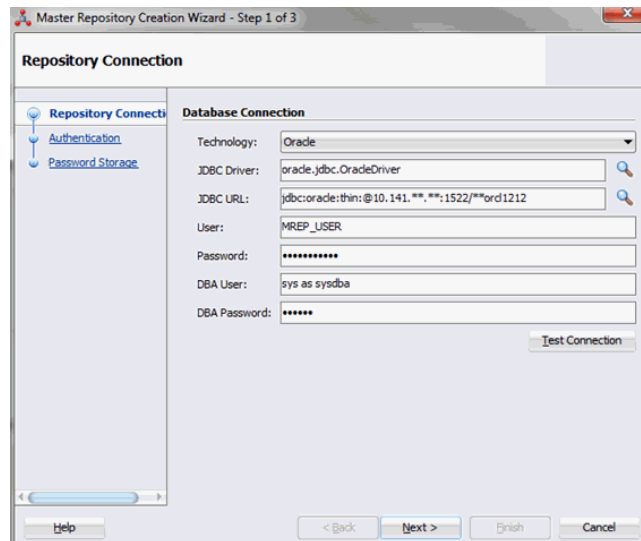 Master Repository Creation Wizard - Step 1 of 3
Repository Connection
Repository Connecti
Authentication
Password Storage
Database Connection
Technology: Oracle
JDBC Driver: oracle.jdbc.OracleDriver
JDBC URL: jdbc:oracle:thin:@10.141.**.**:1522/**orcl1212
User: MREP_USER
Password: •••••••••••
DBA User: sys as sysdba
DBA Password: ••••••
Test Connection
Help
< Back
Next >
Finish
Cancel